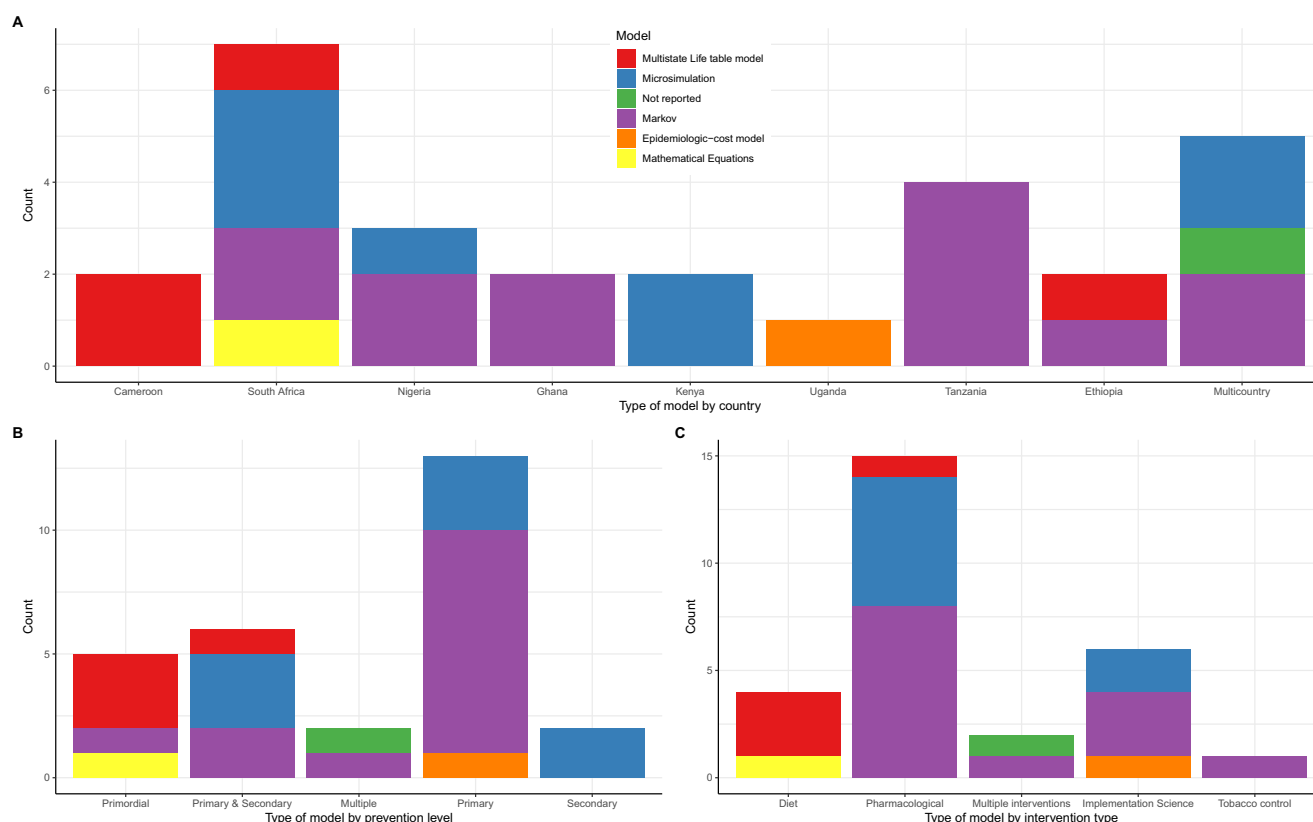 A
Model
Multistate Life table model
Microsimulation
Not reported
Markov
Epidemiologic−cost model
Mathematical Equations
Count
6
4
2
0
Cameroon South Africa Nigeria Ghana Kenya Uganda Tanzania Ethiopia Multicountry
Type of model by country
B
Count
10
5
0
Primordial Primary & Secondary Multiple Primary Secondary
Type of model by prevention level
C
Count
15
10
5
0
Diet Pharmacological Multiple interventions Implementation Science Tobacco control
Type of model by intervention type